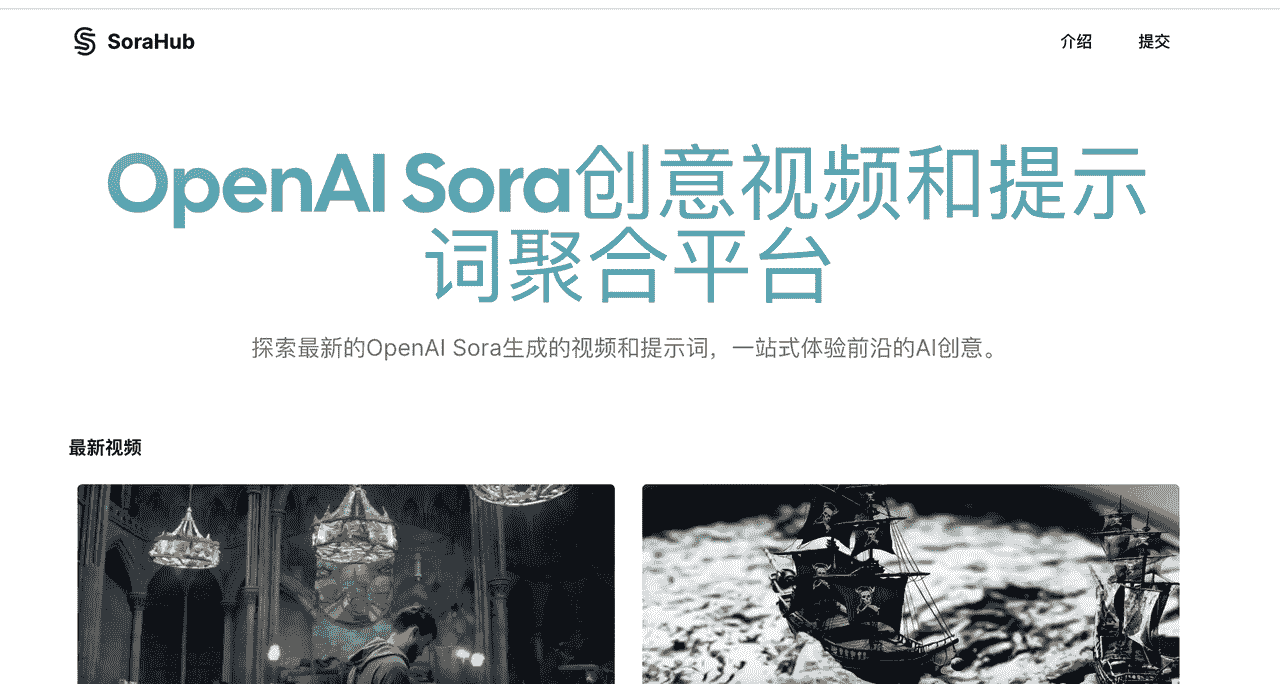 SoraHub
介绍
提交
OpenAI Sora创意视频和提示
词聚合平台
探索最新的OpenAI Sora生成的视频和提示词，一站式体验前沿的AI创意。
最新视频